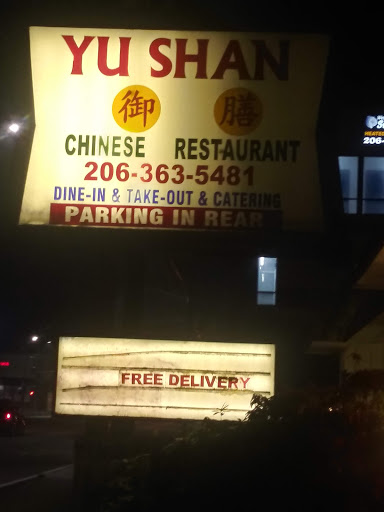 YU SHAN
御 膳
CHINESE RESTAURANT
206-363-5481
DINE-IN & TAKE-OUT & CATERING
PARKING IN REAR
FREE DELIVERY
206-